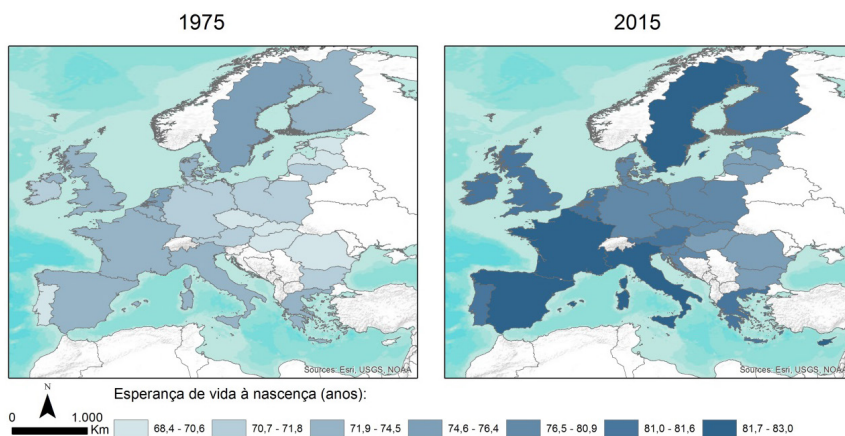 1975
2015
Sources: Esri, USGS, NOAA
Sources: Esri, USGS, NOAA
N
Esperança de vida à nascença (anos):
0 1.000
Km
68,4 - 70,6 70,7 - 71,8 71,9 - 74,5 74,6 - 76,4 76,5 - 80,9 81,0 - 81,6 81,7 - 83,0